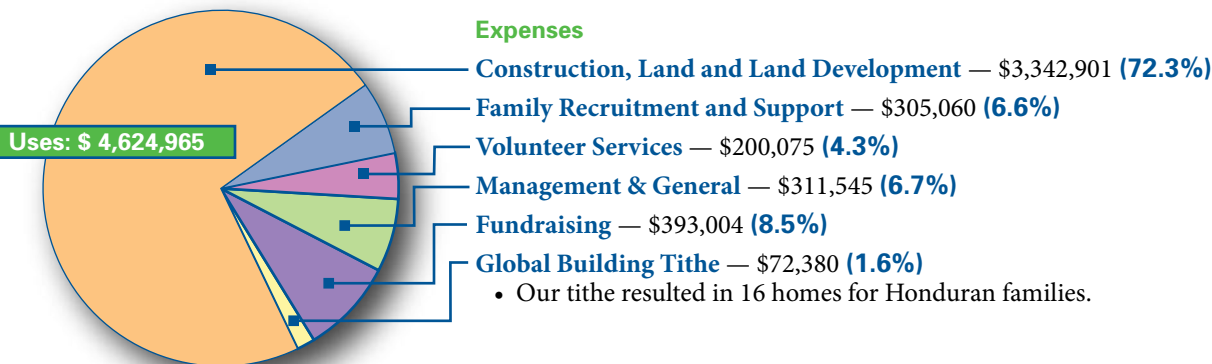 Expenses
Construction, Land and Land Development — $3,342,901 (72.3%)
Family Recruitment and Support — $305,060 (6.6%)
Uses: $ 4,624,965
Volunteer Services — $200,075 (4.3%)
Management & General — $311,545 (6.7%)
Fundraising — $393,004 (8.5%)
Global Building Tithe — $72,380 (1.6%)
• Our tithe resulted in 16 homes for Honduran families.